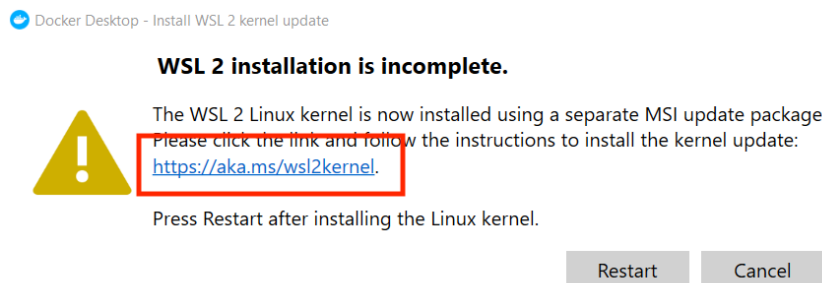 Docker Desktop - Install WSL 2 kernel update
WSL 2 installation is incomplete.
The WSL 2 Linux kernel is now installed using a separate MSI update package
Please click the link and follow the instructions to install the kernel update:
https://aka.ms/wsl2kernel.
Press Restart after installing the Linux kernel.
Restart Cancel